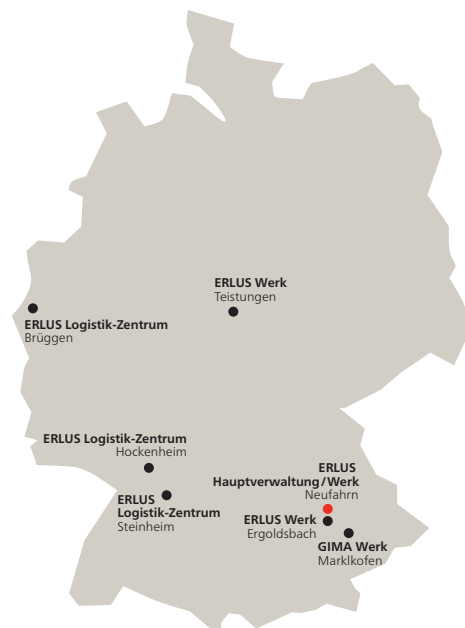 ERLUS Werk
Teistungen
ERLUS Logistik-Zentrum
Brüggen
ERLUS Logistik-Zentrum
Hockenheim
ERLUS
Hauptverwaltung/Werk
Neufahrn
ERLUS
Logistik-Zentrum
Steinheim
ERLUS Werk
Ergoldsbach
GIMA Werk
Marklkofen